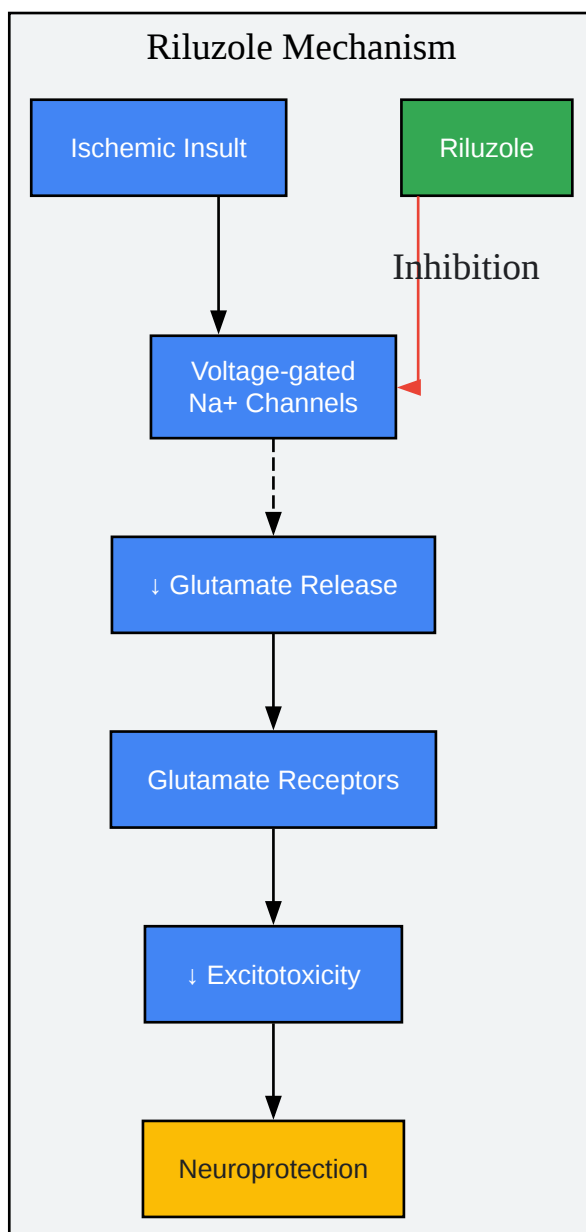 Riluzole Mechanism
Ischemic Insult
Riluzole
Inhibition
Voltage-gated
Na+ Channels
↓ Glutamate Release
Glutamate Receptors
↓ Excitotoxicity
Neuroprotection